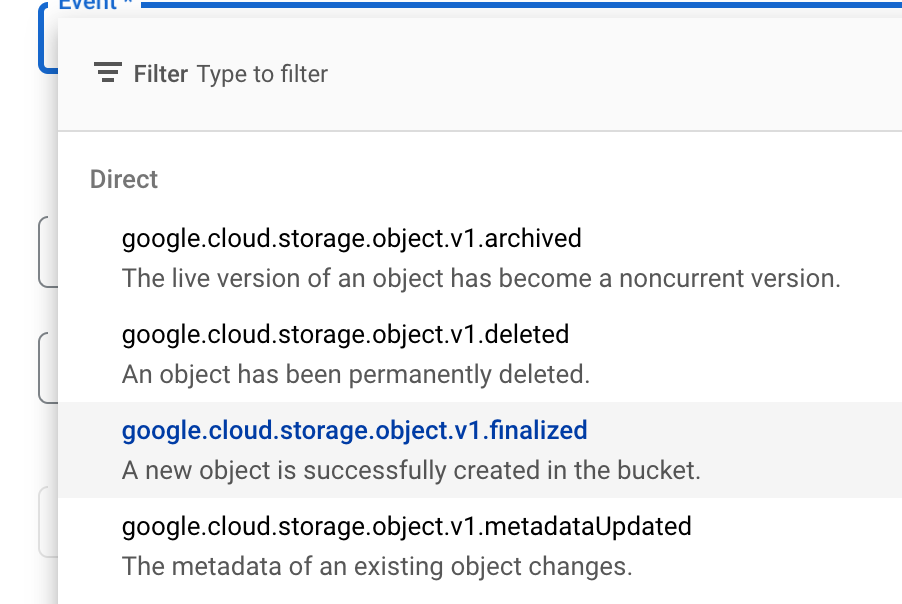 Event *
Filter Type to filter
Direct
google.cloud.storage.object.v1.archived
The live version of an object has become a noncurrent version.
google.cloud.storage.object.v1.deleted
An object has been permanently deleted.
google.cloud.storage.object.v1.finalized
A new object is successfully created in the bucket.
google.cloud.storage.object.v1.metadataUpdated
The metadata of an existing object changes.